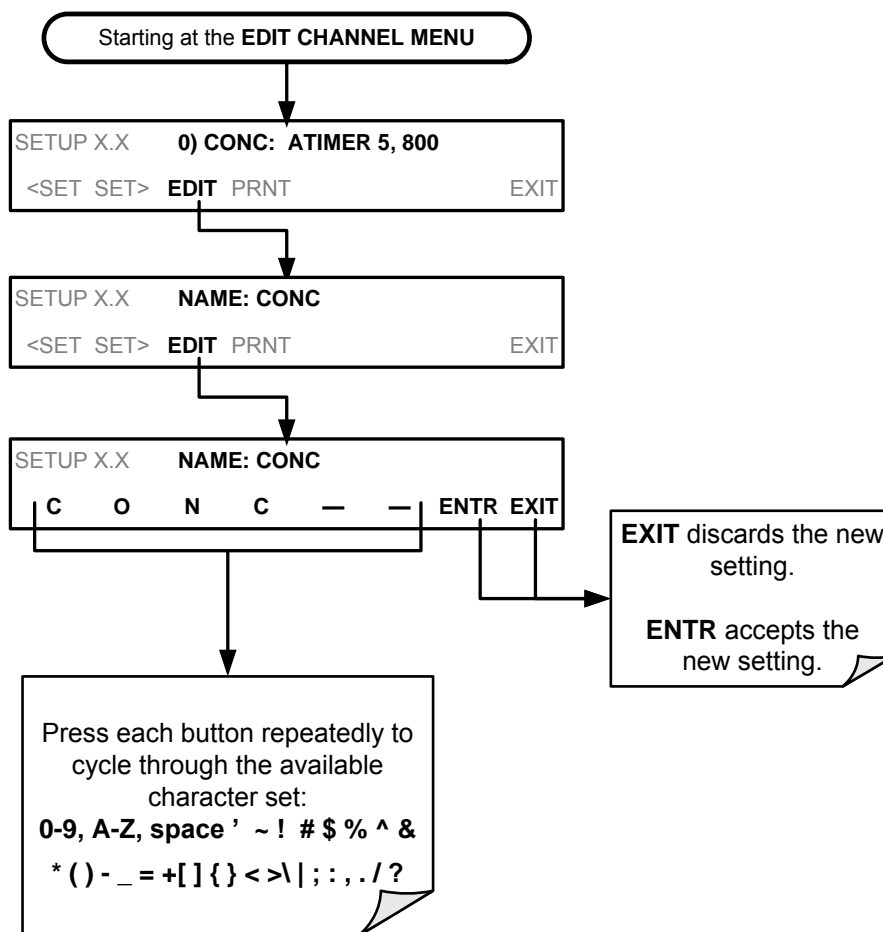 Starting at the EDIT CHANNEL MENU
SETUP X.X 0) CONC: ATIMER 5, 800
<SET SET> EDIT PRNT EXIT
SETUP X.X NAME: CONC
<SET SET> EDIT PRNT EXIT
SETUP X.X NAME: CONC
C O N C — — ENTR EXIT
EXIT discards the new
setting.
ENTR accepts the
new setting.
Press each button repeatedly to
cycle through the available
character set:
0-9, A-Z, space ’ ~ ! # $ % ^ &
* ( ) - _ = +[ ] { } < >\ | ; : , . / ?